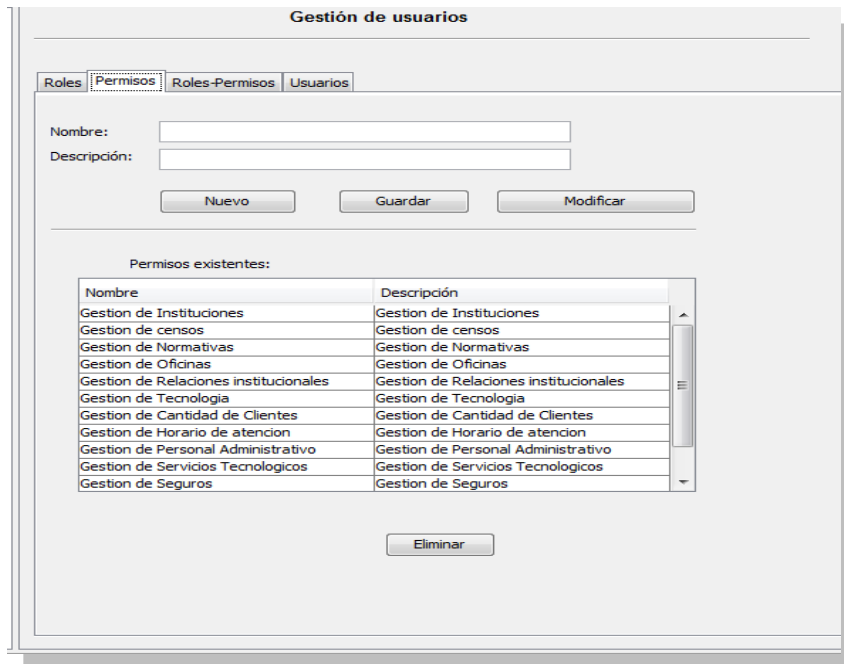 Gestión de usuarios
Roles Permisos Roles-Permisos Usuarios
Nombre:
Descripción:
Nuevo Guardar Modificar
Permisos existentes:
Nombre Descripción
Gestion de Instituciones Gestion de Instituciones
Gestion de censos Gestion de censos
Gestion de Normativas Gestion de Normativas
Gestion de Oficinas Gestion de Oficinas
Gestion de Relaciones institucionales Gestion de Relaciones institucionales
Gestion de Tecnologia Gestion de Tecnologia
Gestion de Cantidad de Clientes Gestion de Cantidad de Clientes
Gestion de Horario de atencion Gestion de Horario de atencion
Gestion de Personal Administrativo Gestion de Personal Administrativo
Gestion de Servicios Tecnologicos Gestion de Servicios Tecnologicos
Gestion de Seguros Gestion de Seguros
Eliminar